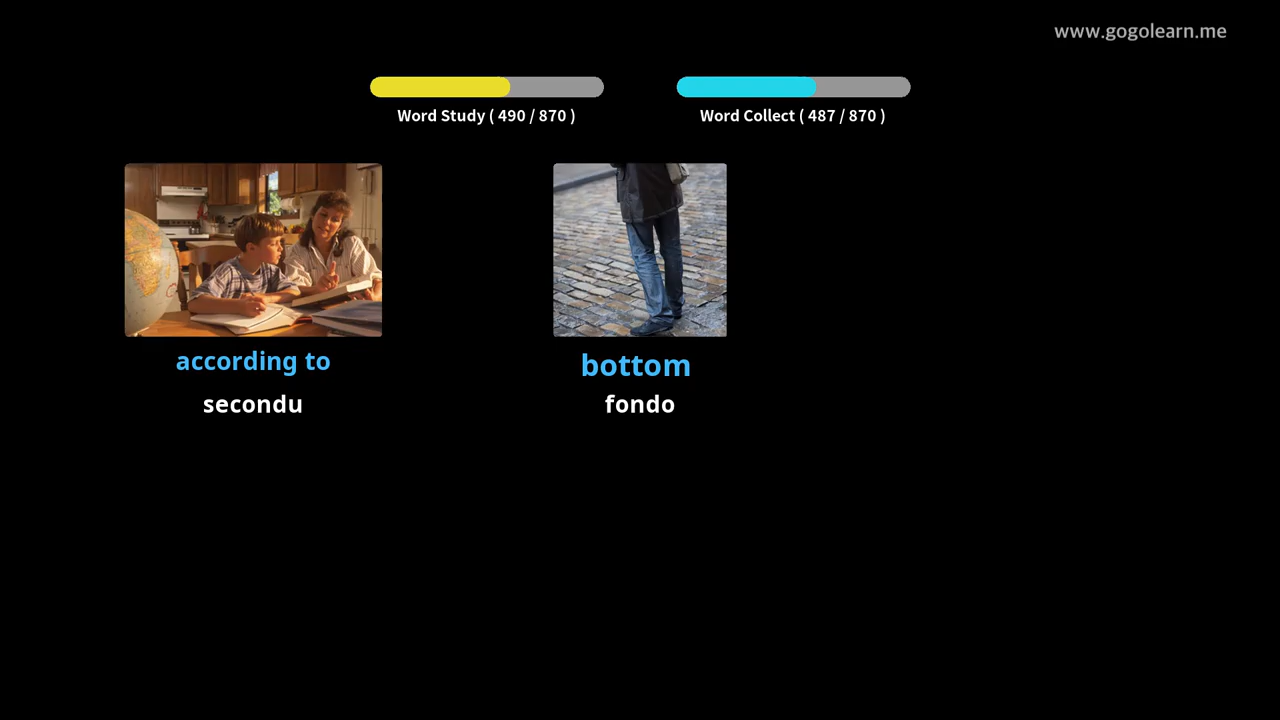 www.gogolearn.me
Word Study ( 490 / 870 )
Word Collect ( 487 / 870 )
according to
secondu
bottom
fondo